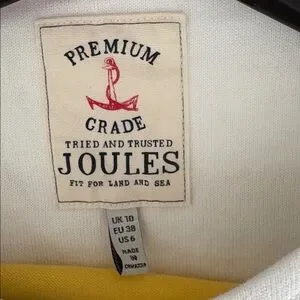 PREMIUM
GRADE
TRIED AND TRUSTED
JOULES
FIT FOR LAND AND SEA
UK 10
EU 38
US 6
MADE
IN